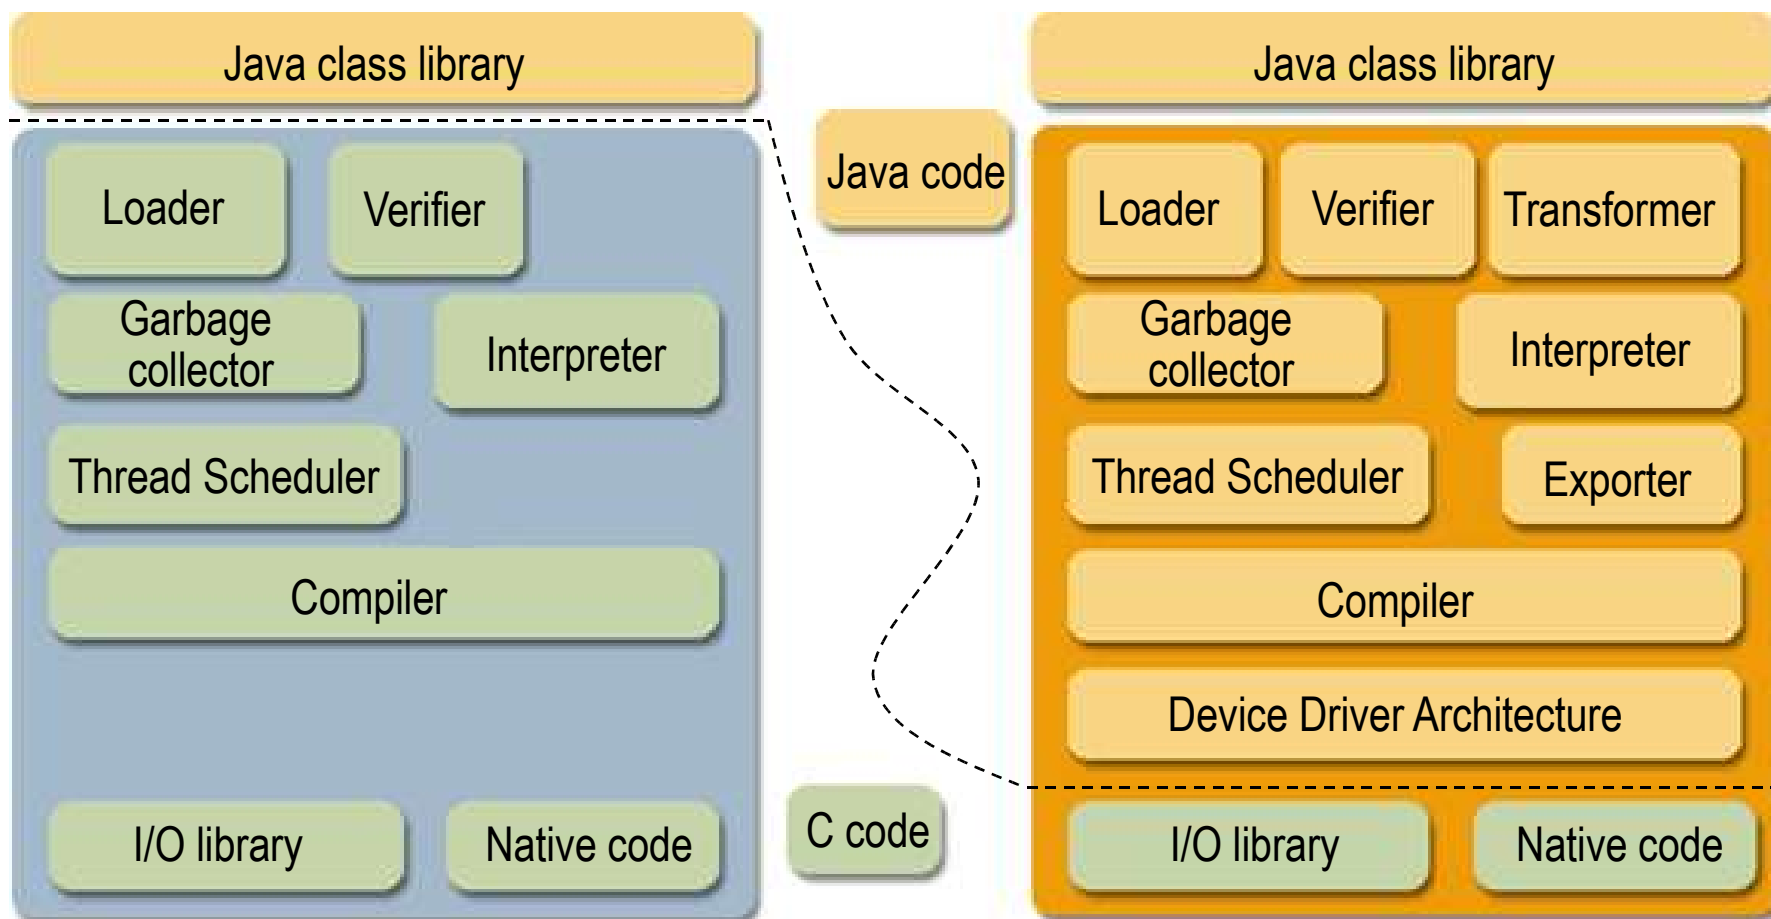 Java class library
Loader
Verifier
Garbage
collector
Interpreter
Thread Scheduler
Compiler
I/O library
Native code
Java code
C code
Java class library
Loader
Verifier
Transformer
Garbage
collector
Interpreter
Thread Scheduler
Exporter
Compiler
Device Driver Architecture
I/O library
Native code